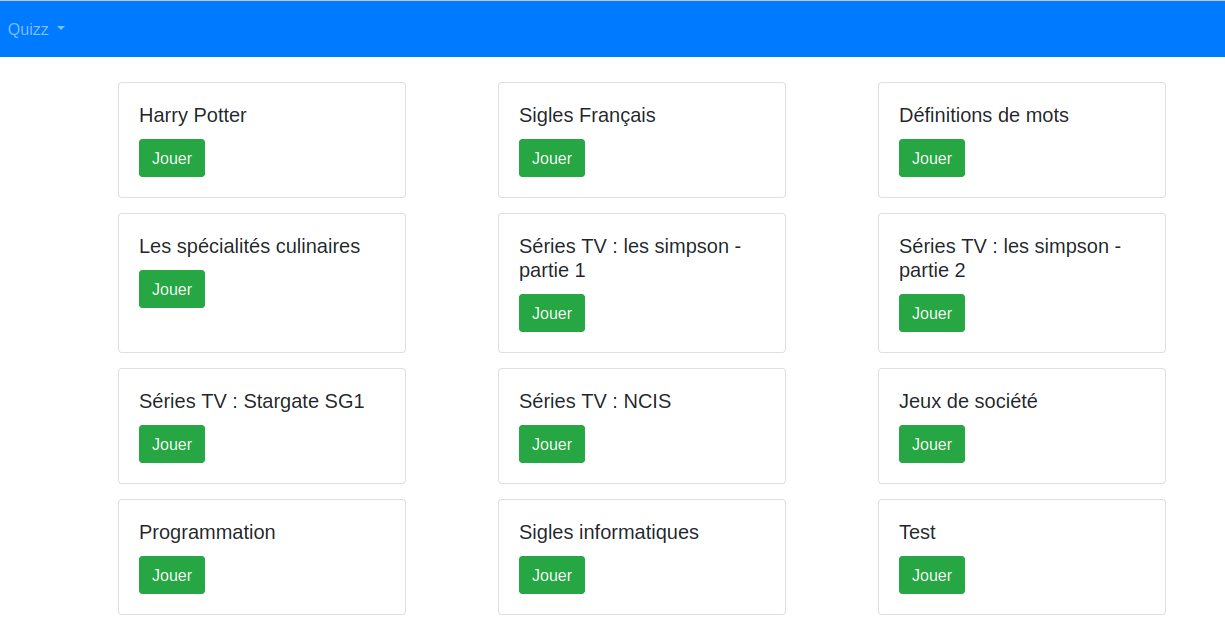 Quizz
Harry Potter
Jouer
Sigles Français
Jouer
Définitions de mots
Jouer
Les spécialités culinaires
Jouer
Séries TV : les simpson -
partie 1
Jouer
Séries TV : les simpson -
partie 2
Jouer
Séries TV : Stargate SG1
Jouer
Séries TV : NCIS
Jouer
Jeux de société
Jouer
Programmation
Jouer
Sigles informatiques
Jouer
Test
Jouer